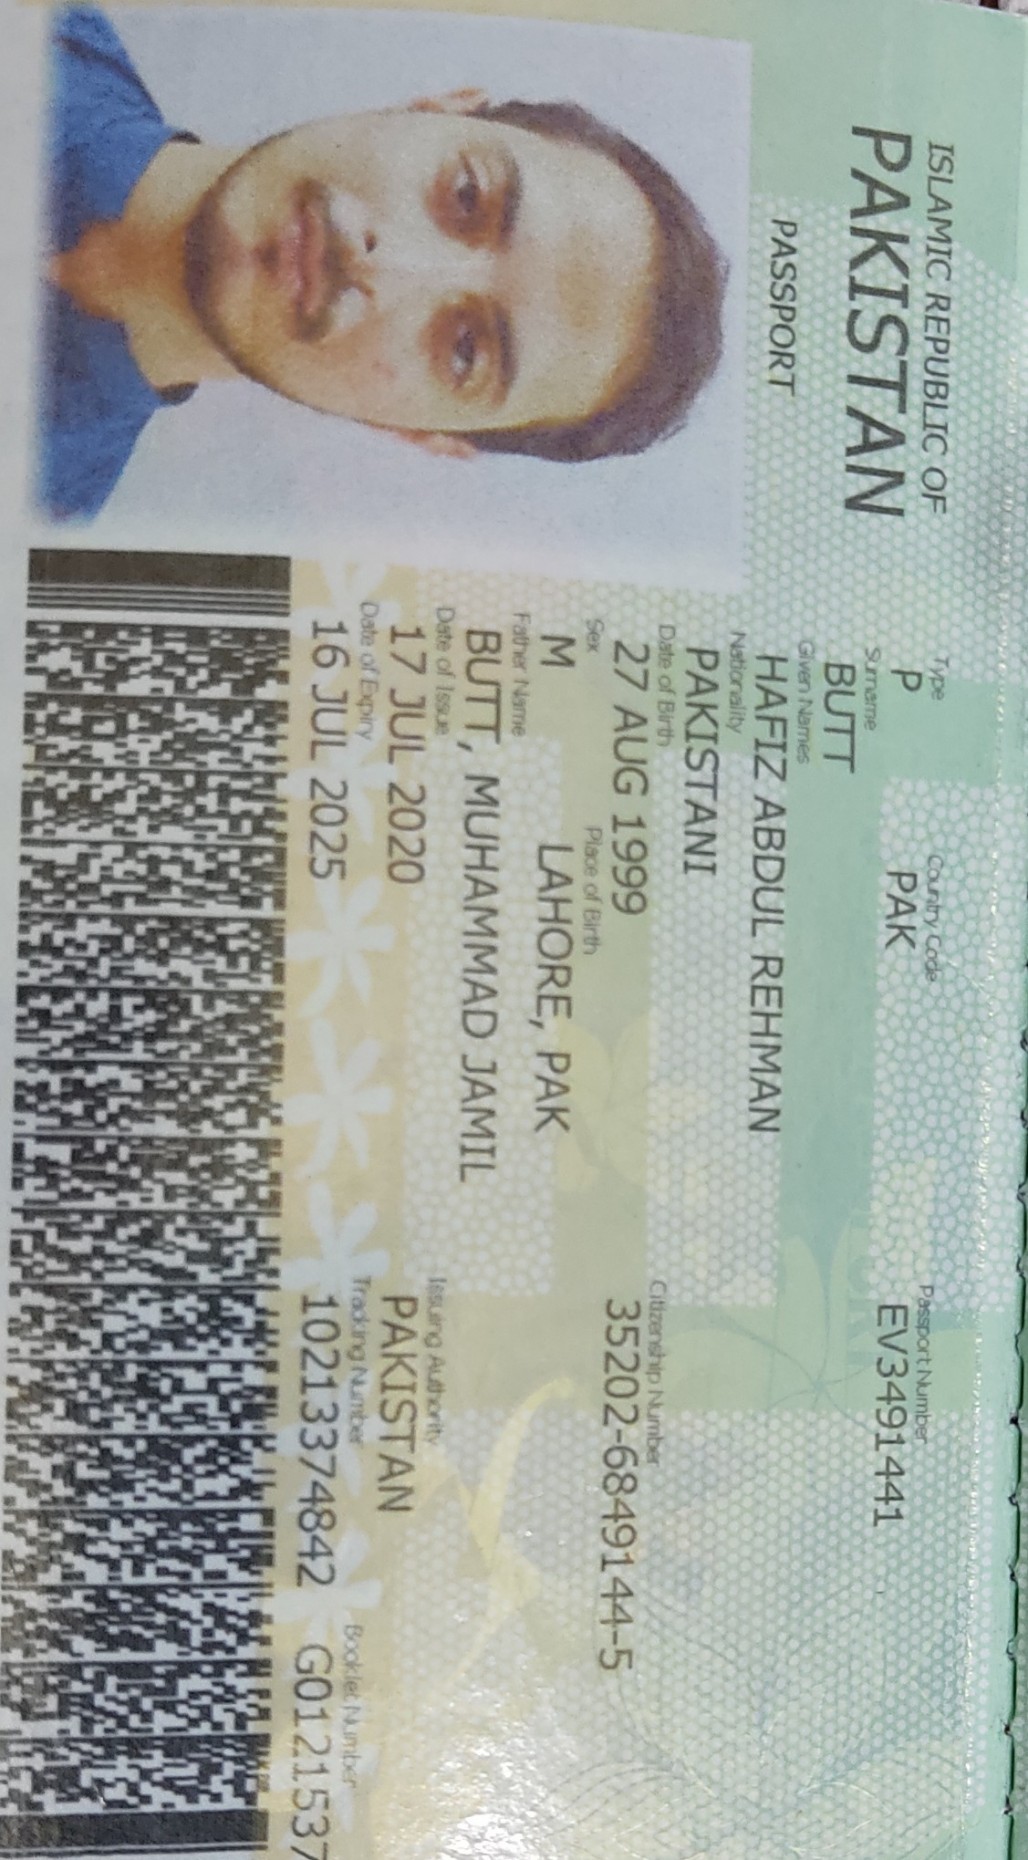 ISLAMIC REPUBLIC OF
PAKISTAN
PASSPORT
Type Country Code Passport Number
P PAK EV3491441
Surname
BUTT
Given Names
HAFIZ ABDUL REHMAN
Nationality
PAKISTANI
Date of Birth Citizenship Number
27 AUG 1999 35202-6849144-5
Sex Place of Birth
M LAHORE, PAK
Father Name
BUTT, MUHAMMAD JAMIL
Date of Issue Issuing Authority
17 JUL 2020 PAKISTAN
Date of Expiry Tracking Number Booklet Number
16 JUL 2025 10213374842 G0121537